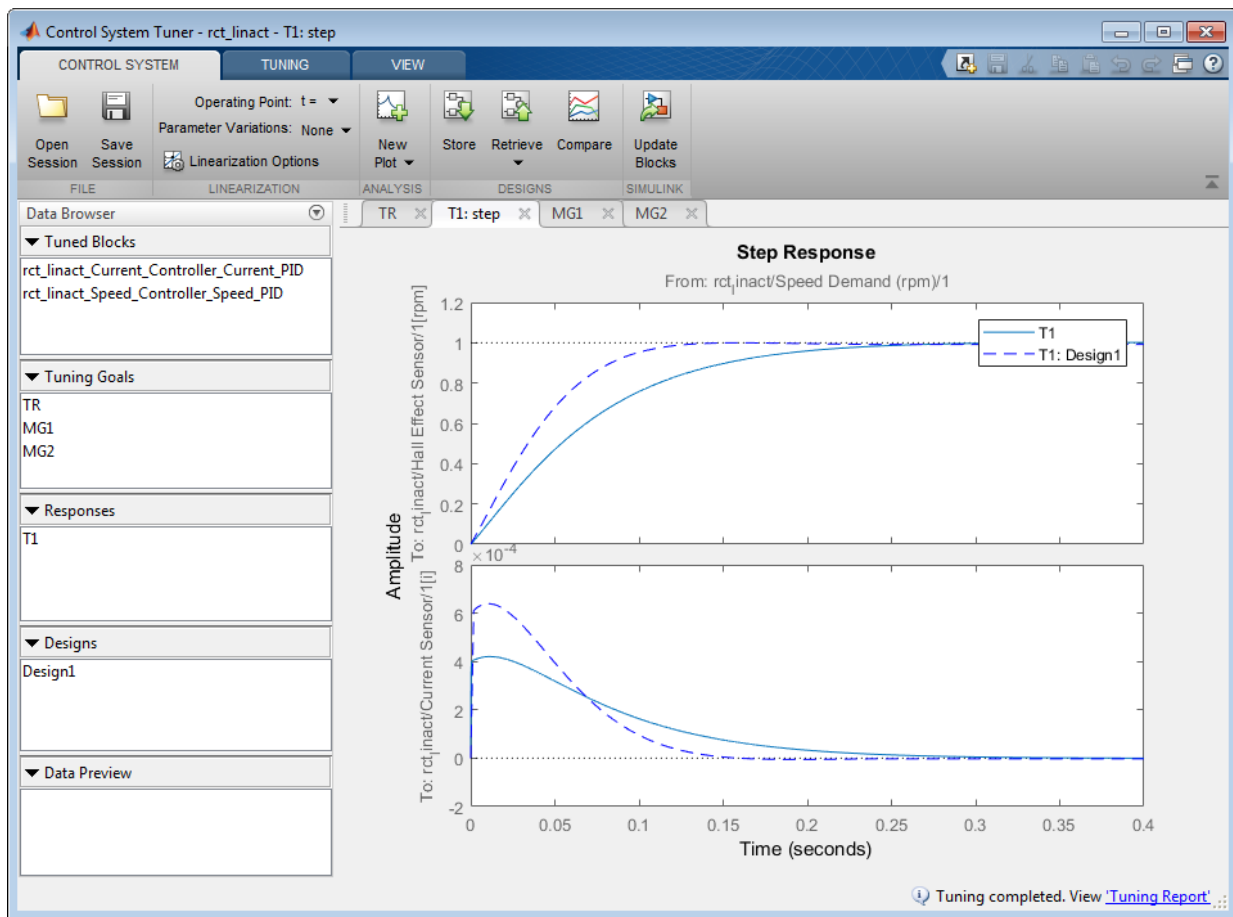 Control System Tuner - rct_linact - T1: step
CONTROL SYSTEM
TUNING
VIEW
Open Session
Save Session
FILE
Operating Point: t =
Parameter Variations: None
Linearization Options
LINEARIZATION
New Plot
ANALYSIS
Store
Retrieve
Compare
DESIGNS
Update Blocks
SIMULINK
Data Browser
Tuned Blocks
rct_linact_Current_Controller_Current_PID
rct_linact_Speed_Controller_Speed_PID
Tuning Goals
TR
MG1
MG2
Responses
T1
Designs
Design1
Data Preview
TR
T1: step
MG1
MG2
Step Response
From: rctlinact/Speed Demand (rpm)/1
To: rctlinact/Hall Effect Sensor/1[rpm]
1.2
1
0.8
0.6
0.4
0.2
0
T1
T1: Design1
Amplitude
×10-4
To: rctlinact/Current Sensor/1[i]
8
6
4
2
0
-2
0 0.05 0.1 0.15 0.2 0.25 0.3 0.35 0.4
Time (seconds)
Tuning completed. View 'Tuning Report'